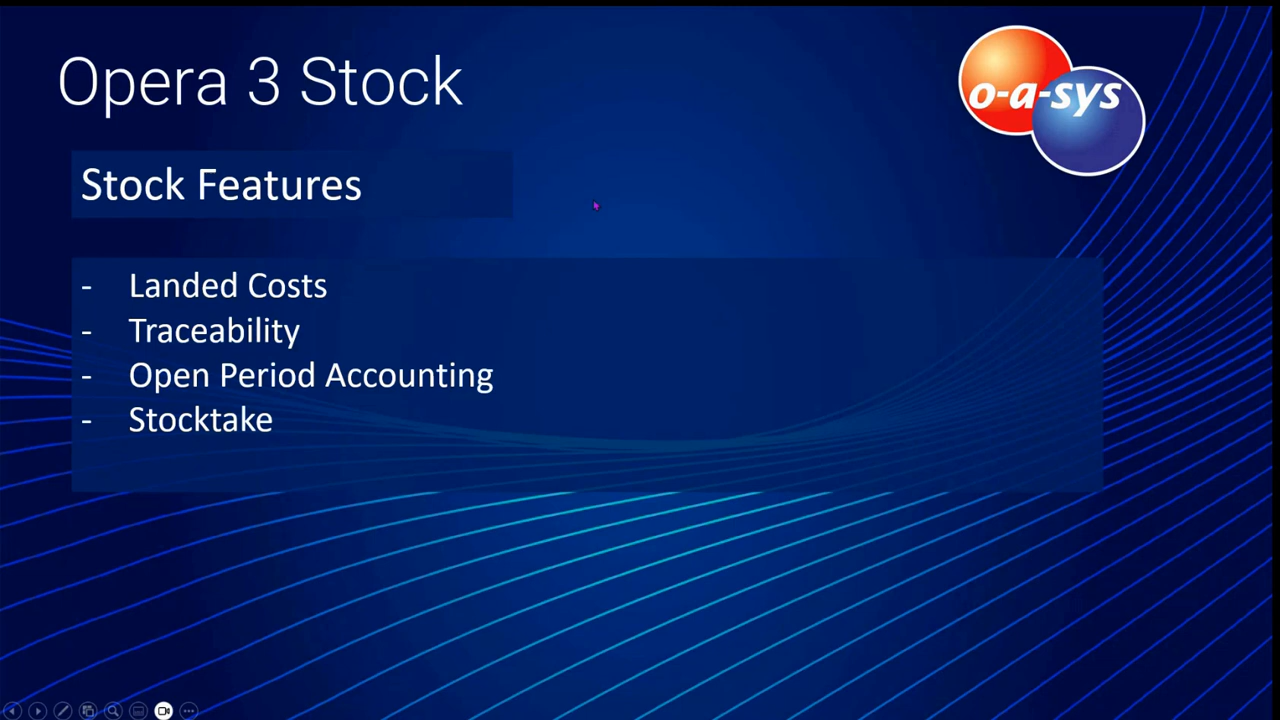 Opera 3 Stock
o-a-sys
Stock Features
- Landed Costs
- Traceability
- Open Period Accounting
- Stocktake